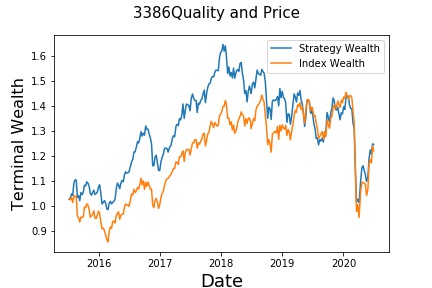 3386Quality and Price
Strategy Wealth
Index Wealth
Terminal Wealth
1.6
1.5
1.4
1.3
1.2
1.1
1.0
0.9
2016 2017 2018 2019 2020
Date